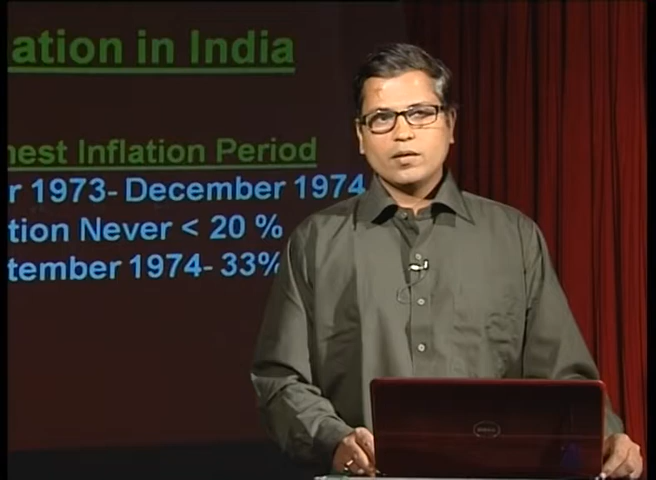 ation in India
hest Inflation Period
r 1973- December 1974
tion Never < 20 %
tember 1974- 33%
DELL